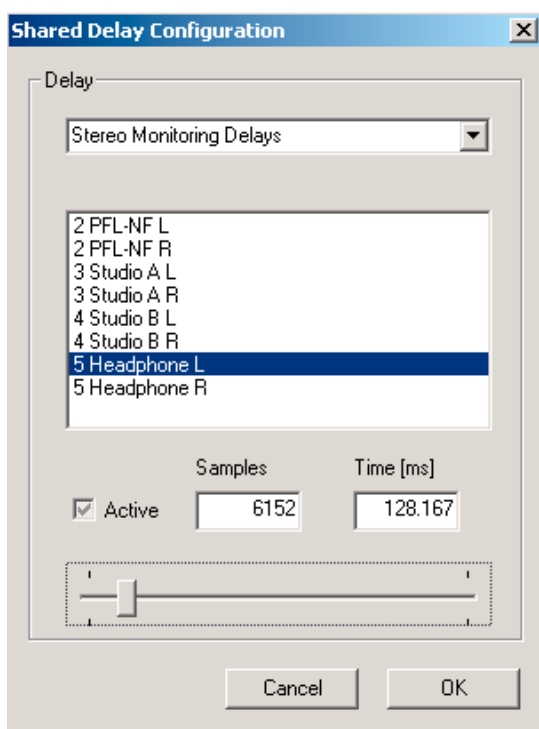 Shared Delay Configuration
Delay
Stereo Monitoring Delays
2 PFL-NF L
2 PFL-NF R
3 Studio A L
3 Studio A R
4 Studio B L
4 Studio B R
5 Headphone L
5 Headphone R
Samples Time [ms]
Active 6152 128.167
Cancel OK